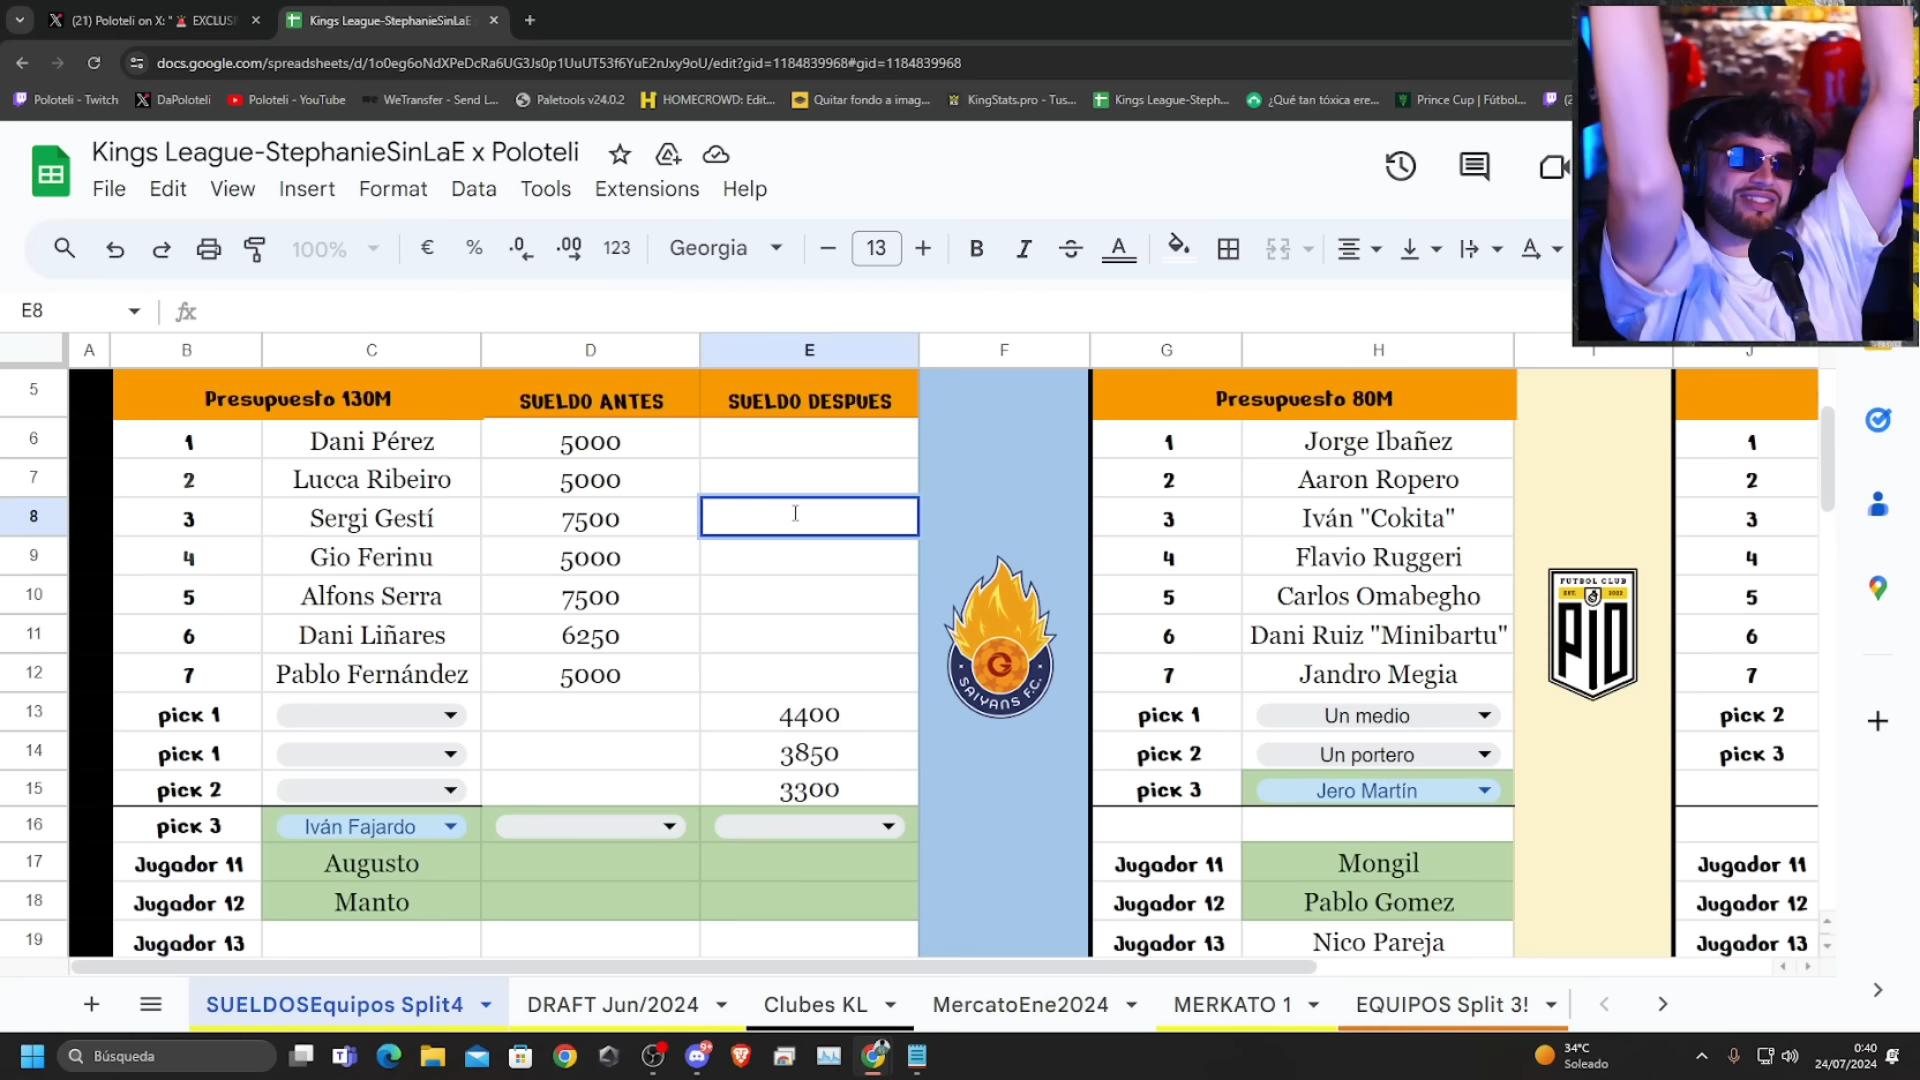 (21) Poloteli on X: " EXCLUSI
Kings League-StephanieSinLaE
docs.google.com/spreadsheets/d/1o0eg6oNdXPeDcRa6UG3Js0p1UuUT53f6YuE2nJxy9oU/edit?gid=1184839968#gid=1184839968
Poloteli - Twitch
DaPoloteli
Poloteli - YouTube
WeTransfer - Send L...
Paletools v24.0.2
HOMECROWD: Edit...
Quitar fondo a imag...
KingStats.pro - Tus...
Kings League-Steph...
¿Qué tan tóxica ere...
Prince Cup | Fútbol...
Kings League-StephanieSinLaE x Poloteli
File Edit View Insert Format Data Tools Extensions Help
100% € % .0 .00 123 Georgia 13 B I S A A
E8 fx
A B C D E F G H I J
5 Presupuesto 130M SUELDO ANTES SUELDO DESPUES Presupuesto 80M
6 1 Dani Pérez 5000 1 Jorge Ibañez 1
7 2 Lucca Ribeiro 5000 2 Aaron Ropero 2
8 3 Sergi Gestí 7500 3 Iván "Cokita" 3
9 4 Gio Ferinu 5000 4 Flavio Ruggeri 4
10 5 Alfons Serra 7500 5 Carlos Omabegho 5
11 6 Dani Liñares 6250 6 Dani Ruiz "Minibartu" 6
12 7 Pablo Fernández 5000 7 Jandro Megia 7
13 pick 1 4400 pick 1 Un medio pick 2
14 pick 1 3850 pick 2 Un portero pick 3
15 pick 2 3300 pick 3 Jero Martín
16 pick 3 Iván Fajardo
17 Jugador 11 Augusto Jugador 11 Mongil Jugador 11
18 Jugador 12 Manto Jugador 12 Pablo Gomez Jugador 12
19 Jugador 13 Jugador 13 Nico Pareja Jugador 13
G
SAIYANS F.C.
FUTBOL CLUB
EST. 2022
PIO
SUELDOSEquipos Split4
DRAFT Jun/2024
Clubes KL
MercatoEne2024
MERKATO 1
EQUIPOS Split 3!
Búsqueda
34°C
Soleado
0:40
24/07/2024